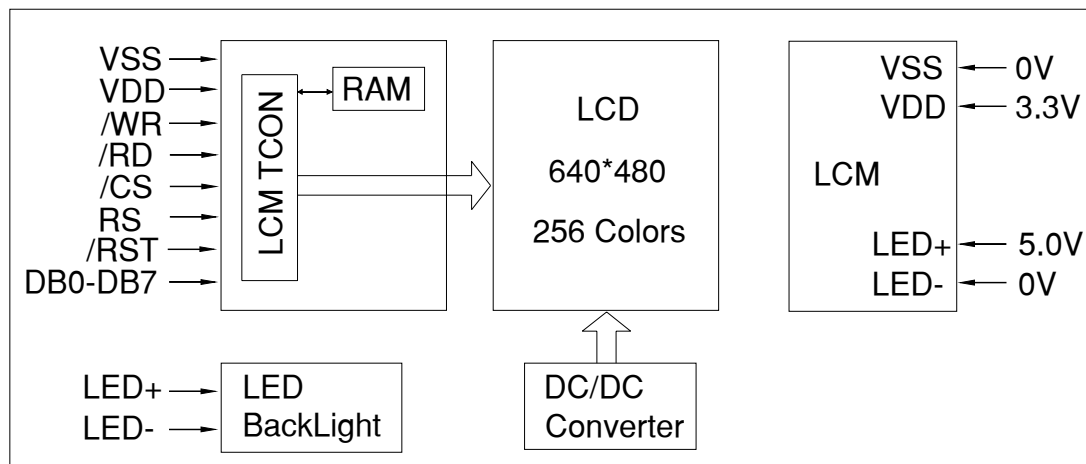 VSS
VDD
/WR
/RD
/CS
RS
/RST
DB0-DB7
LCM TCON
RAM
LCD
640*480
256 Colors
VSS
0V
VDD
3.3V
LCM
LED+
5.0V
LED-
0V
LED+
LED-
LED
BackLight
DC/DC
Converter